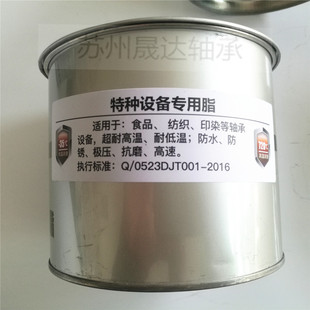 苏州晟达轴承
特种设备专用脂
适用于：食品、纺织、印染等轴承
设备，超耐高温、耐低温；防水、防
锈、极压、抗磨、高速。
执行标准：Q/0523DJT001-2016